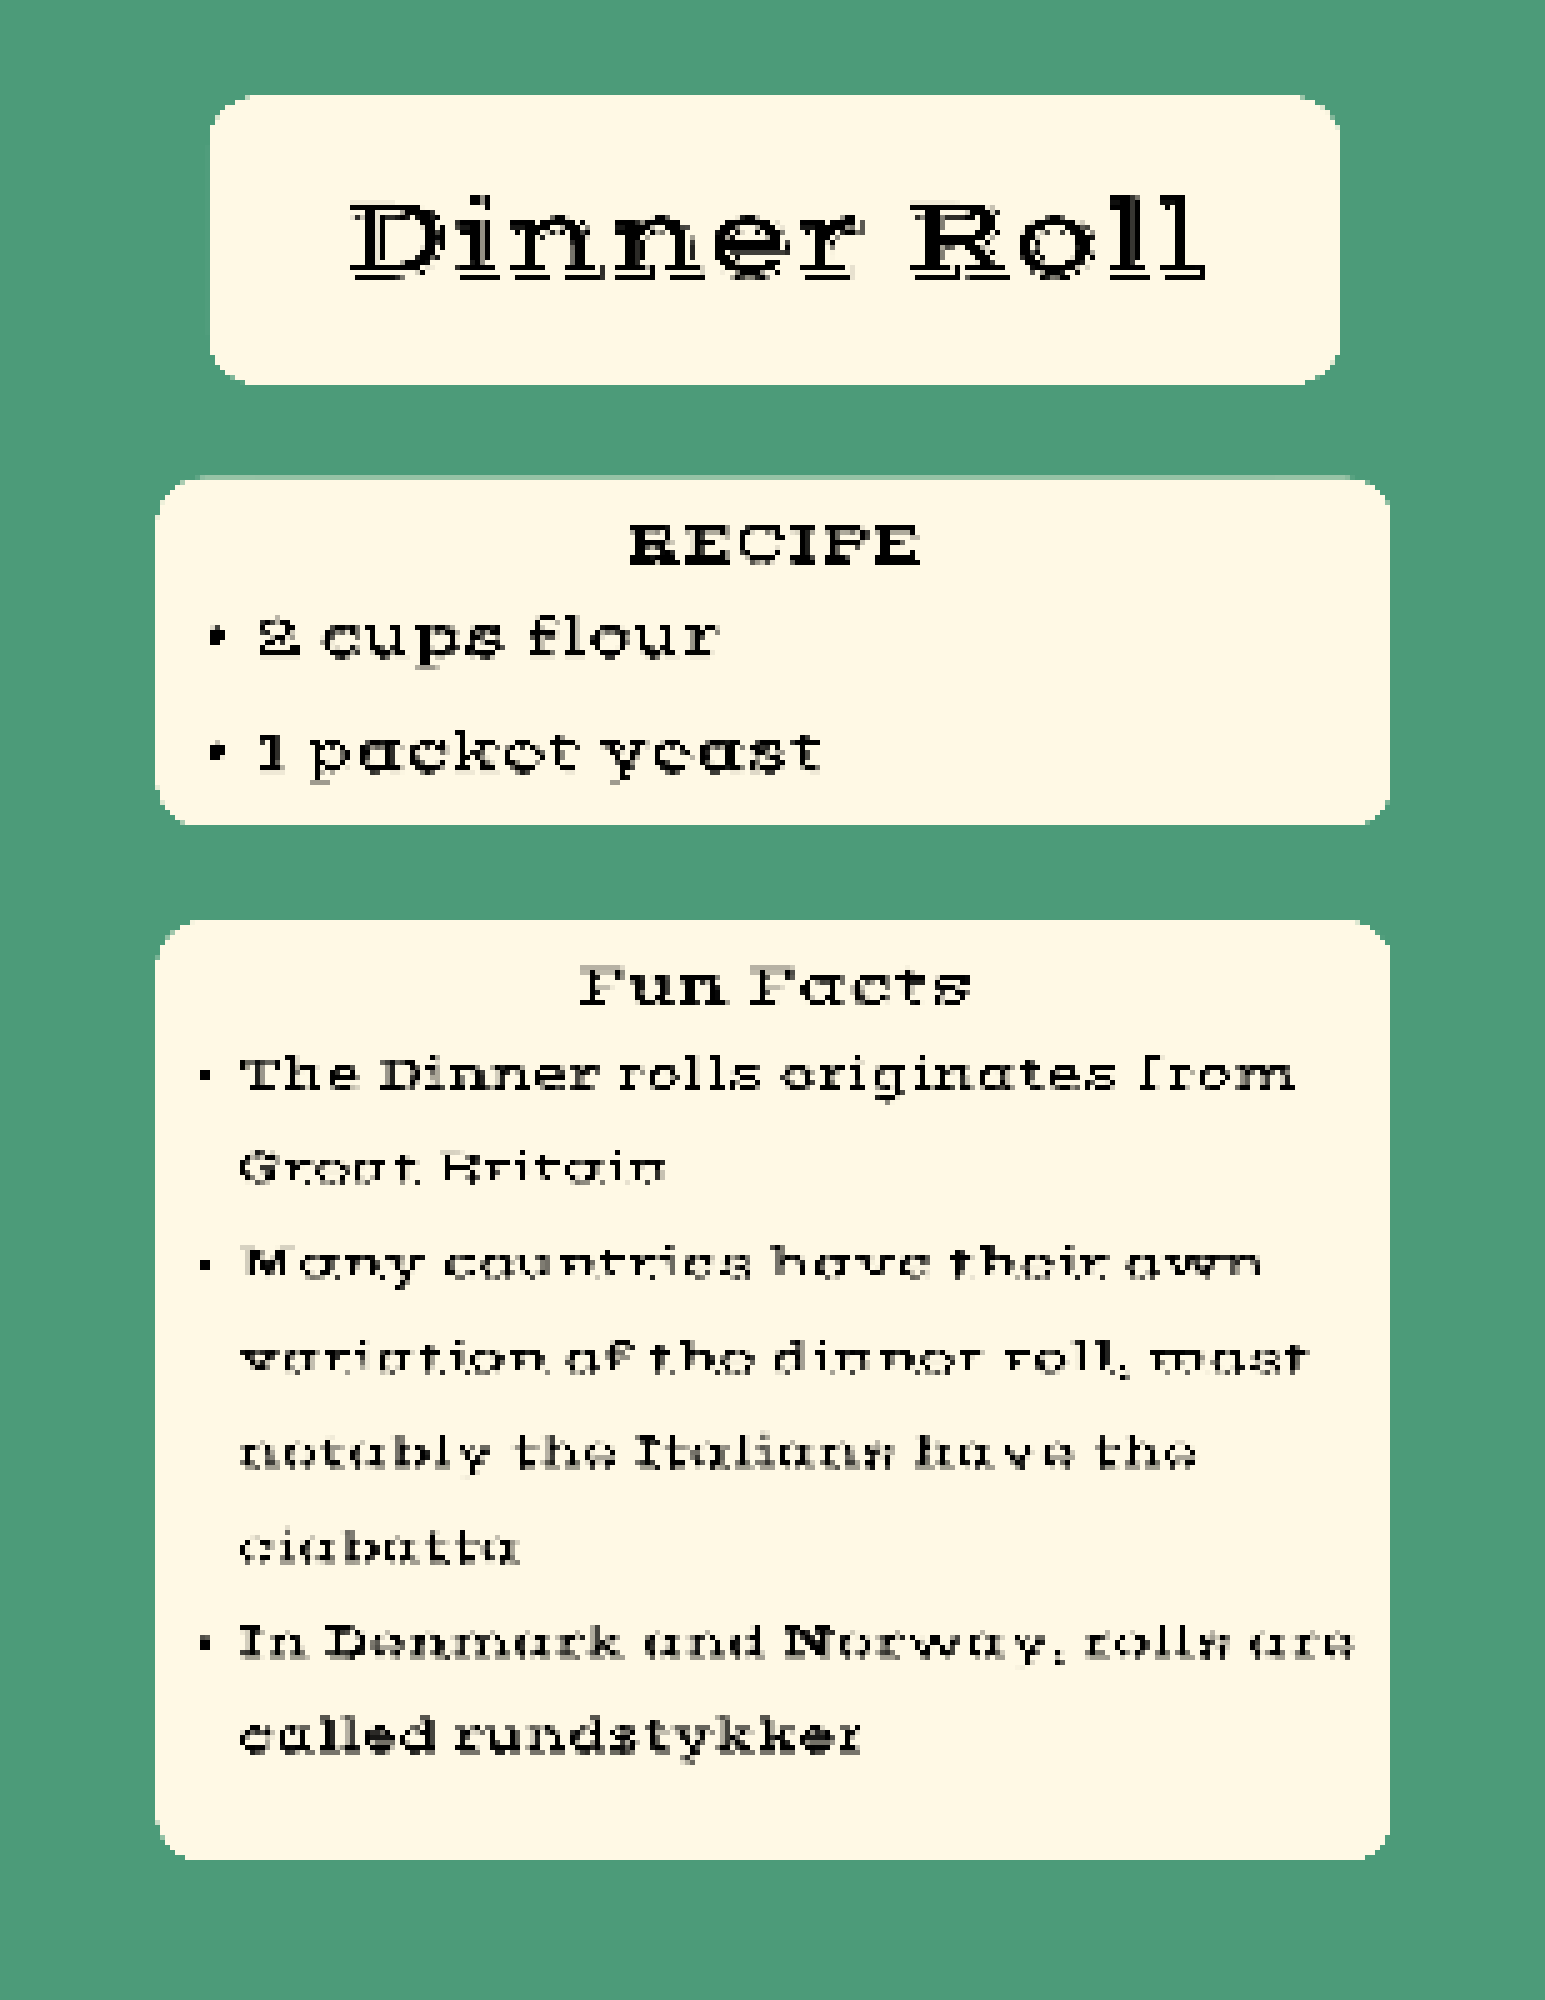 Dinner Roll
RECIPE
• 2 cups flour
• 1 packet yeast
Fun Facts
• The Dinner rolls originates from
Great Britain
• Many countries have their own
variation of the dinner roll, most
notably the Italians have the
ciabatta
• In Denmark and Norway, rolls are
called rundstykker